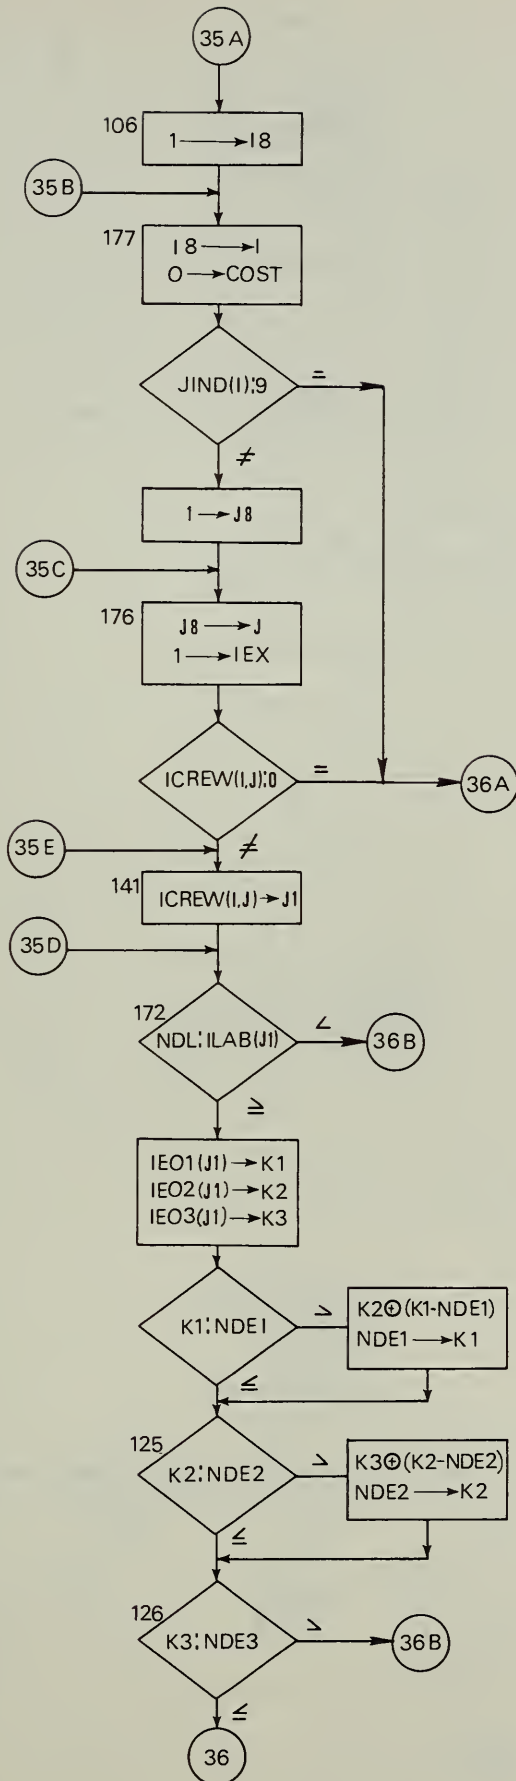 35A
106
1→I8
35B
177
I8→I
O→COST
JIND(I):9
=
≠
1→J8
35C
176
J8→J
1→IEX
ICREW(I,J):0
=
36A
35E
≠
141
ICREW(I,J)→J1
35D
172
NDL:ILAB(J1)
<
36B
≥
IEO1(J1)→K1
IEO2(J1)→K2
IEO3(J1)→K3
K1:NDE1
>
K2⊕(K1-NDE1)
NDE1→K1
≤
125
K2:NDE2
>
K3⊕(K2-NDE2)
NDE2→K2
≤
126
K3:NDE3
>
36B
≤
36